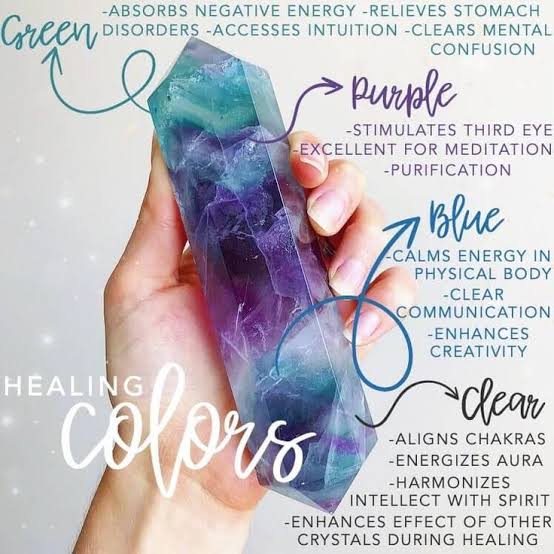 Green
-ABSORBS NEGATIVE ENERGY -RELIEVES STOMACH
DISORDERS -ACCESSES INTUITION -CLEARS MENTAL
CONFUSION
Purple
-STIMULATES THIRD EYE
-EXCELLENT FOR MEDITATION
-PURIFICATION
Blue
-CALMS ENERGY IN
PHYSICAL BODY
-CLEAR
COMMUNICATION
-ENHANCES
CREATIVITY
HEALING
colors
Clear
-ALIGNS CHAKRAS
-ENERGIZES AURA
-HARMONIZES
INTELLECT WITH SPIRIT
-ENHANCES EFFECT OF OTHER
CRYSTALS DURING HEALING